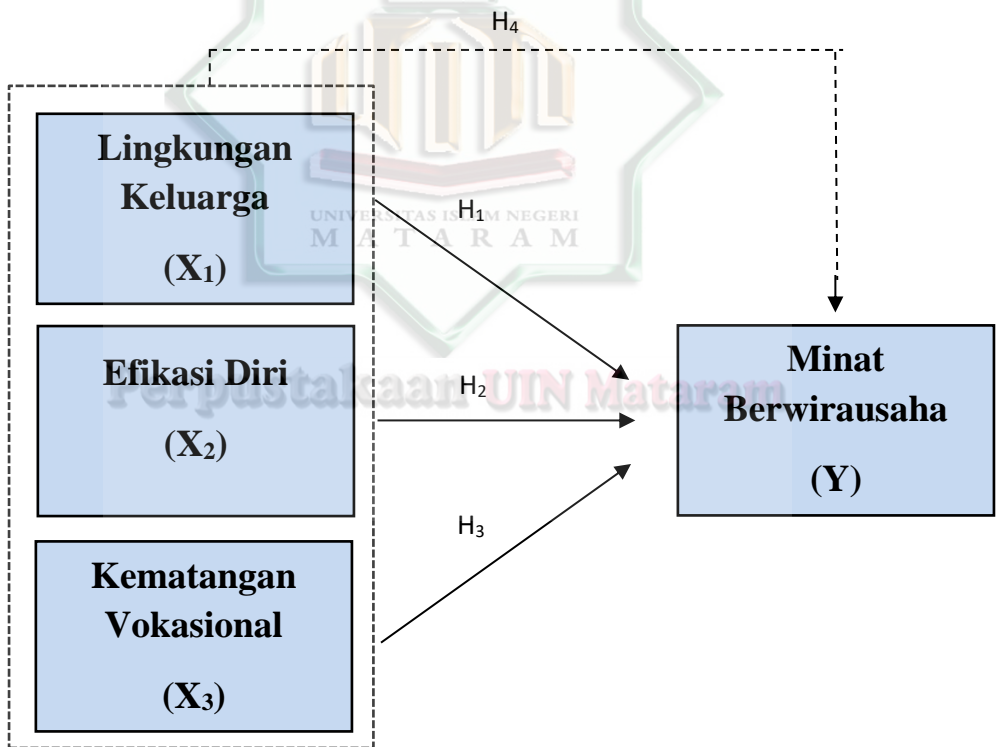 H4
Lingkungan
Keluarga
(X1)
H1
UNIVERSITAS ISLAM NEGERI
MATARAM
Efikasi Diri
(X2)
H2
Perpustakaan UIN Mataram
Minat
Berwirausaha
(Y)
H3
Kematangan
Vokasional
(X3)